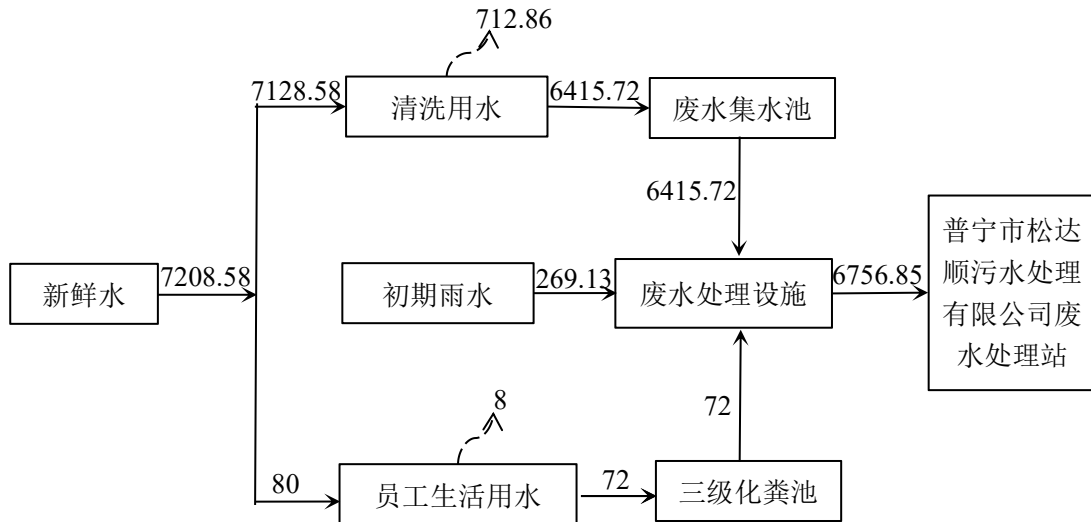 712.86
7128.58
清洗用水
6415.72
废水集水池
6415.72
新鲜水
7208.58
初期雨水
269.13
废水处理设施
6756.85
普宁市松达
顺污水处理
有限公司废
水处理站
8
72
80
员工生活用水
72
三级化粪池